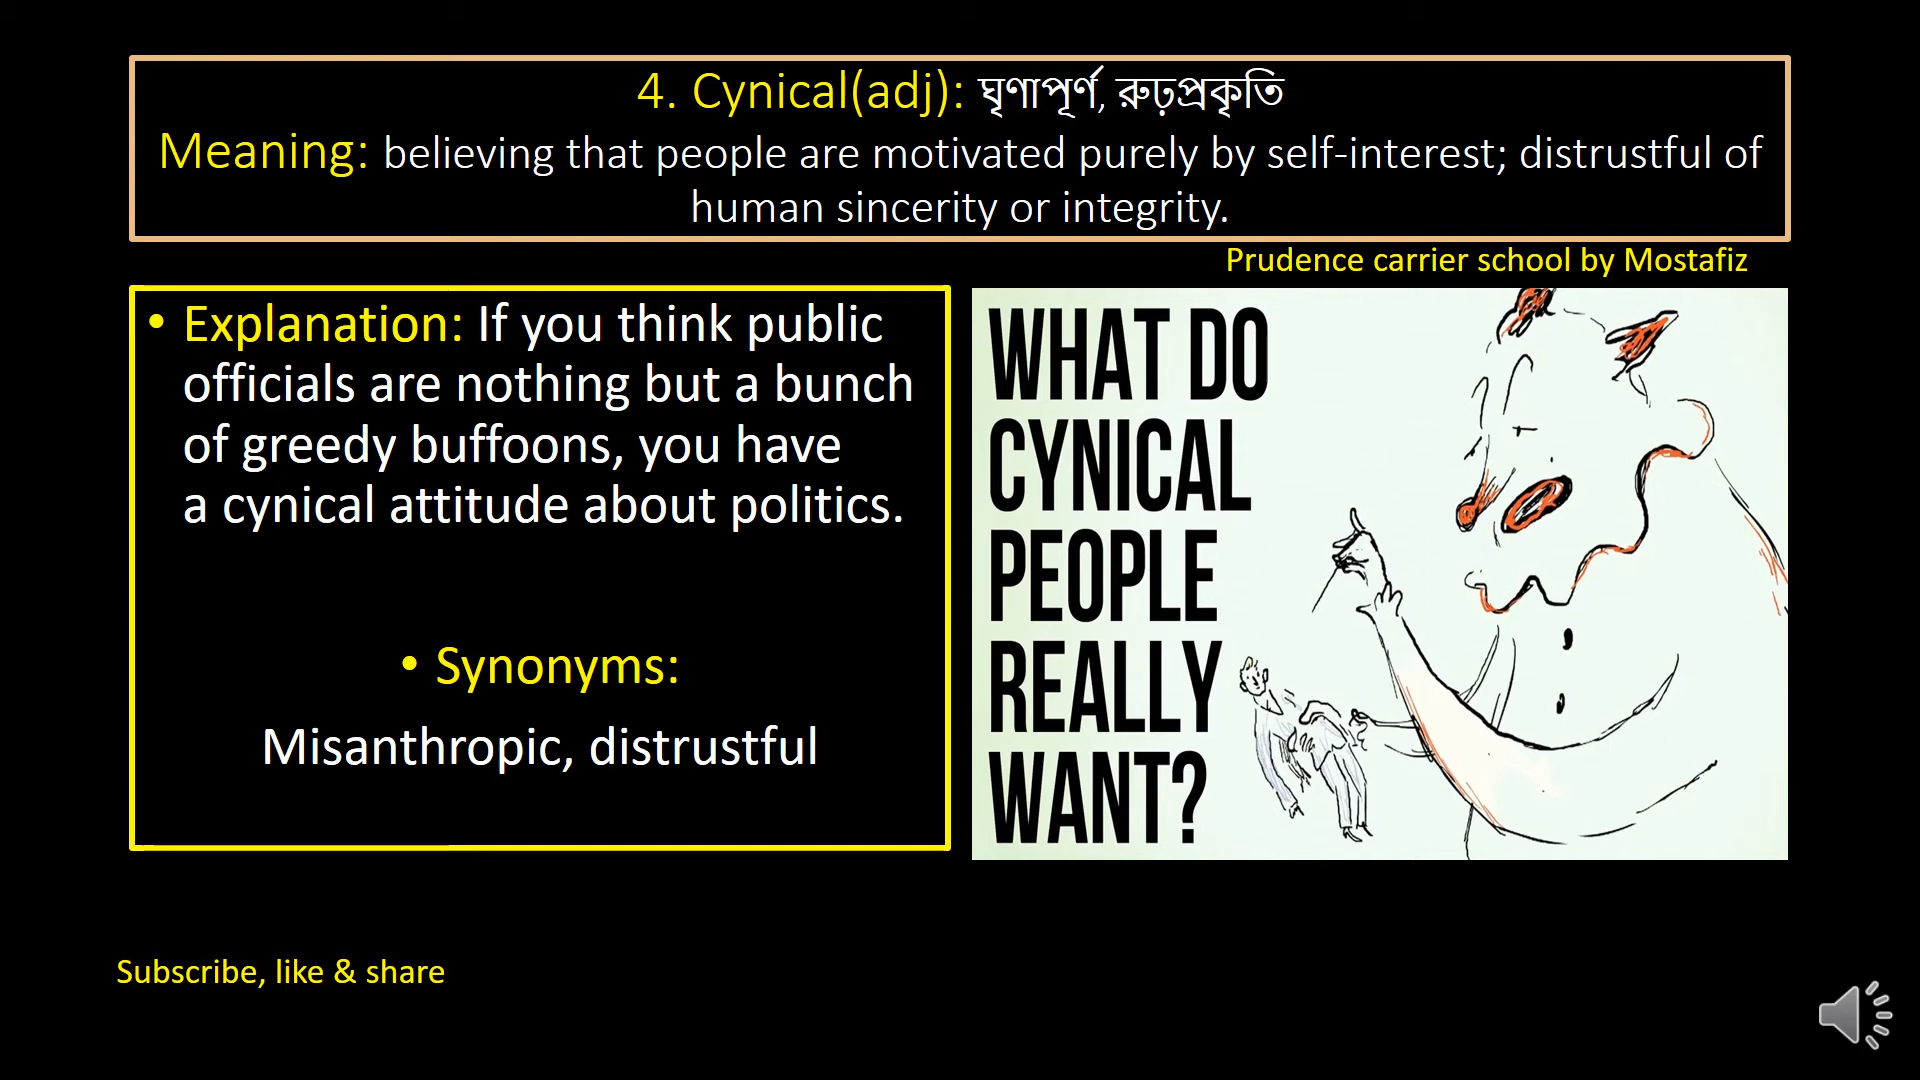 4. Cynical(adj): ঘৃণাপূর্ণ, রুঢ়প্রকৃতি
Meaning: believing that people are motivated purely by self-interest; distrustful of
human sincerity or integrity.
Prudence carrier school by Mostafiz
• Explanation: If you think public
officials are nothing but a bunch
of greedy buffoons, you have
a cynical attitude about politics.
• Synonyms:
Misanthropic, distrustful
WHAT DO
CYNICAL
PEOPLE
REALLY
WANT?
Subscribe, like & share